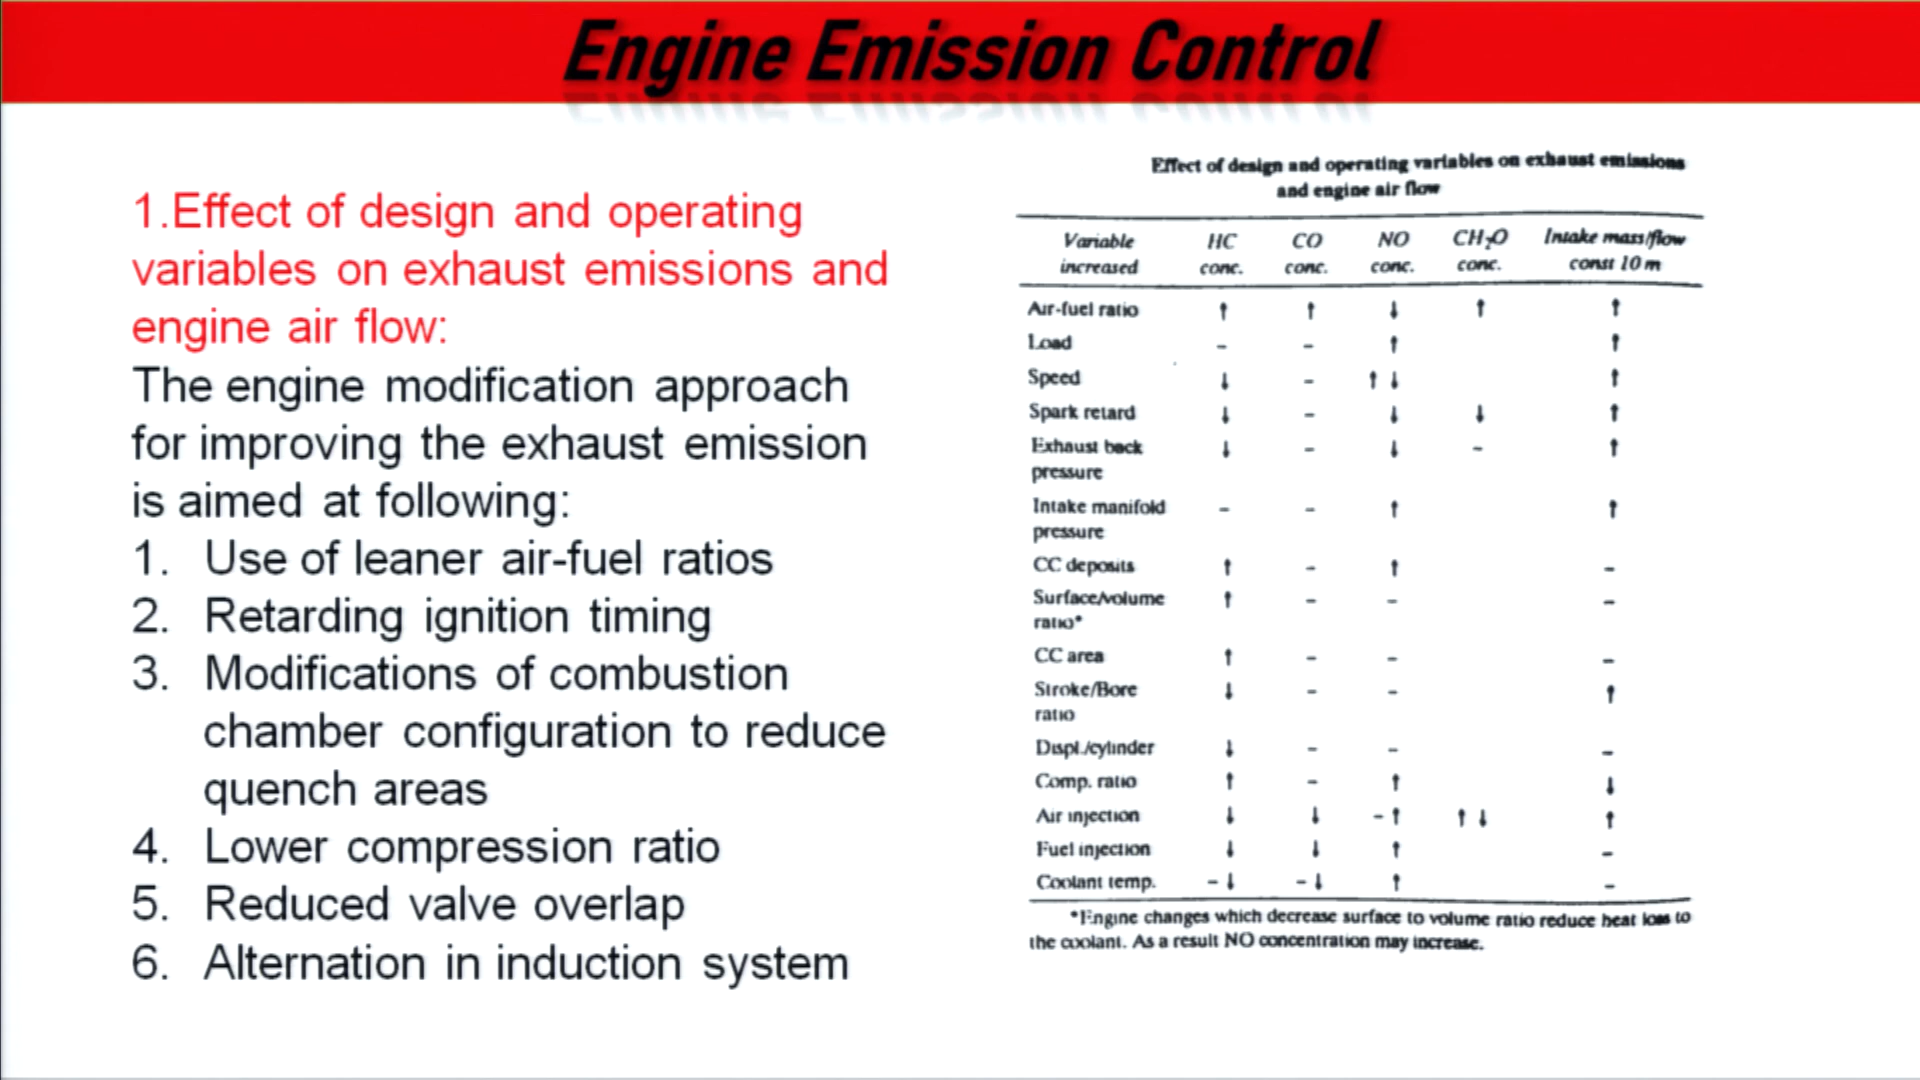 Engine Emission Control
1.Effect of design and operating
variables on exhaust emissions and
engine air flow:
The engine modification approach
for improving the exhaust emission
is aimed at following:
1. Use of leaner air-fuel ratios
2. Retarding ignition timing
3. Modifications of combustion
chamber configuration to reduce
quench areas
4. Lower compression ratio
5. Reduced valve overlap
6. Alternation in induction system
Effect of design and operating variables on exhaust emissions
and engine air flow
Variable HC CO NO CH2O Intake mass/flow
increased conc. conc. conc. conc. const 10 m
Air-fuel ratio ↑ ↑ ↓ ↑ ↑
Load – – ↑ ↑
Speed ↓ – ↑ ↓ ↑
Spark retard ↓ – ↓ ↓ ↑
Exhaust back ↓ – ↓ – ↑
pressure
Intake manifold – – ↑ ↑
pressure
CC deposits ↑ – ↑ –
Surface/volume ↑ – – –
ratio*
CC area ↑ – – –
Stroke/Bore ↓ – – ↑
ratio
Displ./cylinder ↓ – – –
Comp. ratio ↑ – ↑ ↓
Air injection ↓ ↓ –↑ ↑ ↓ ↑
Fuel injection ↓ ↓ ↑ –
Coolant temp. –↓ –↓ ↑ –
*Engine changes which decrease surface to volume ratio reduce heat loss to
the coolant. As a result NO concentration may increase.